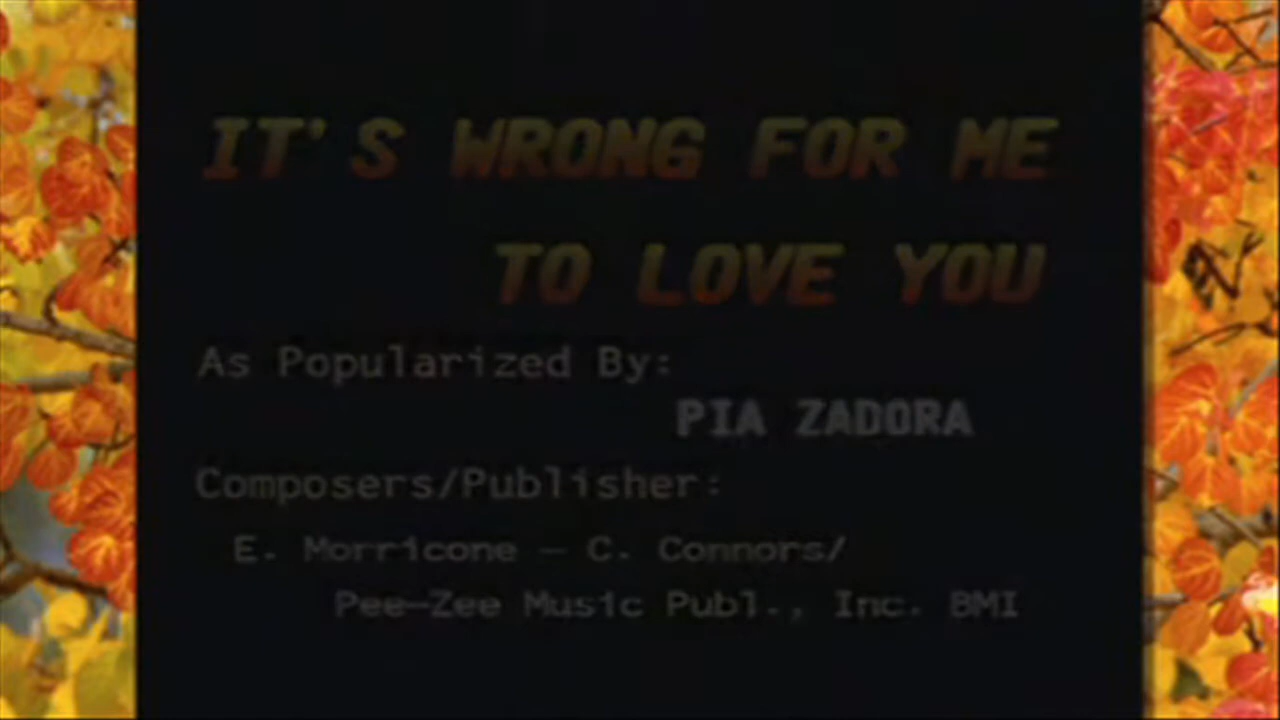 IT'S WRONG FOR ME
TO LOVE YOU
As Popularized By:
PIA ZADORA
Composers/Publisher:
E. Morricone — C. Connors/
Pee—Zee Music Publ., Inc. BMI